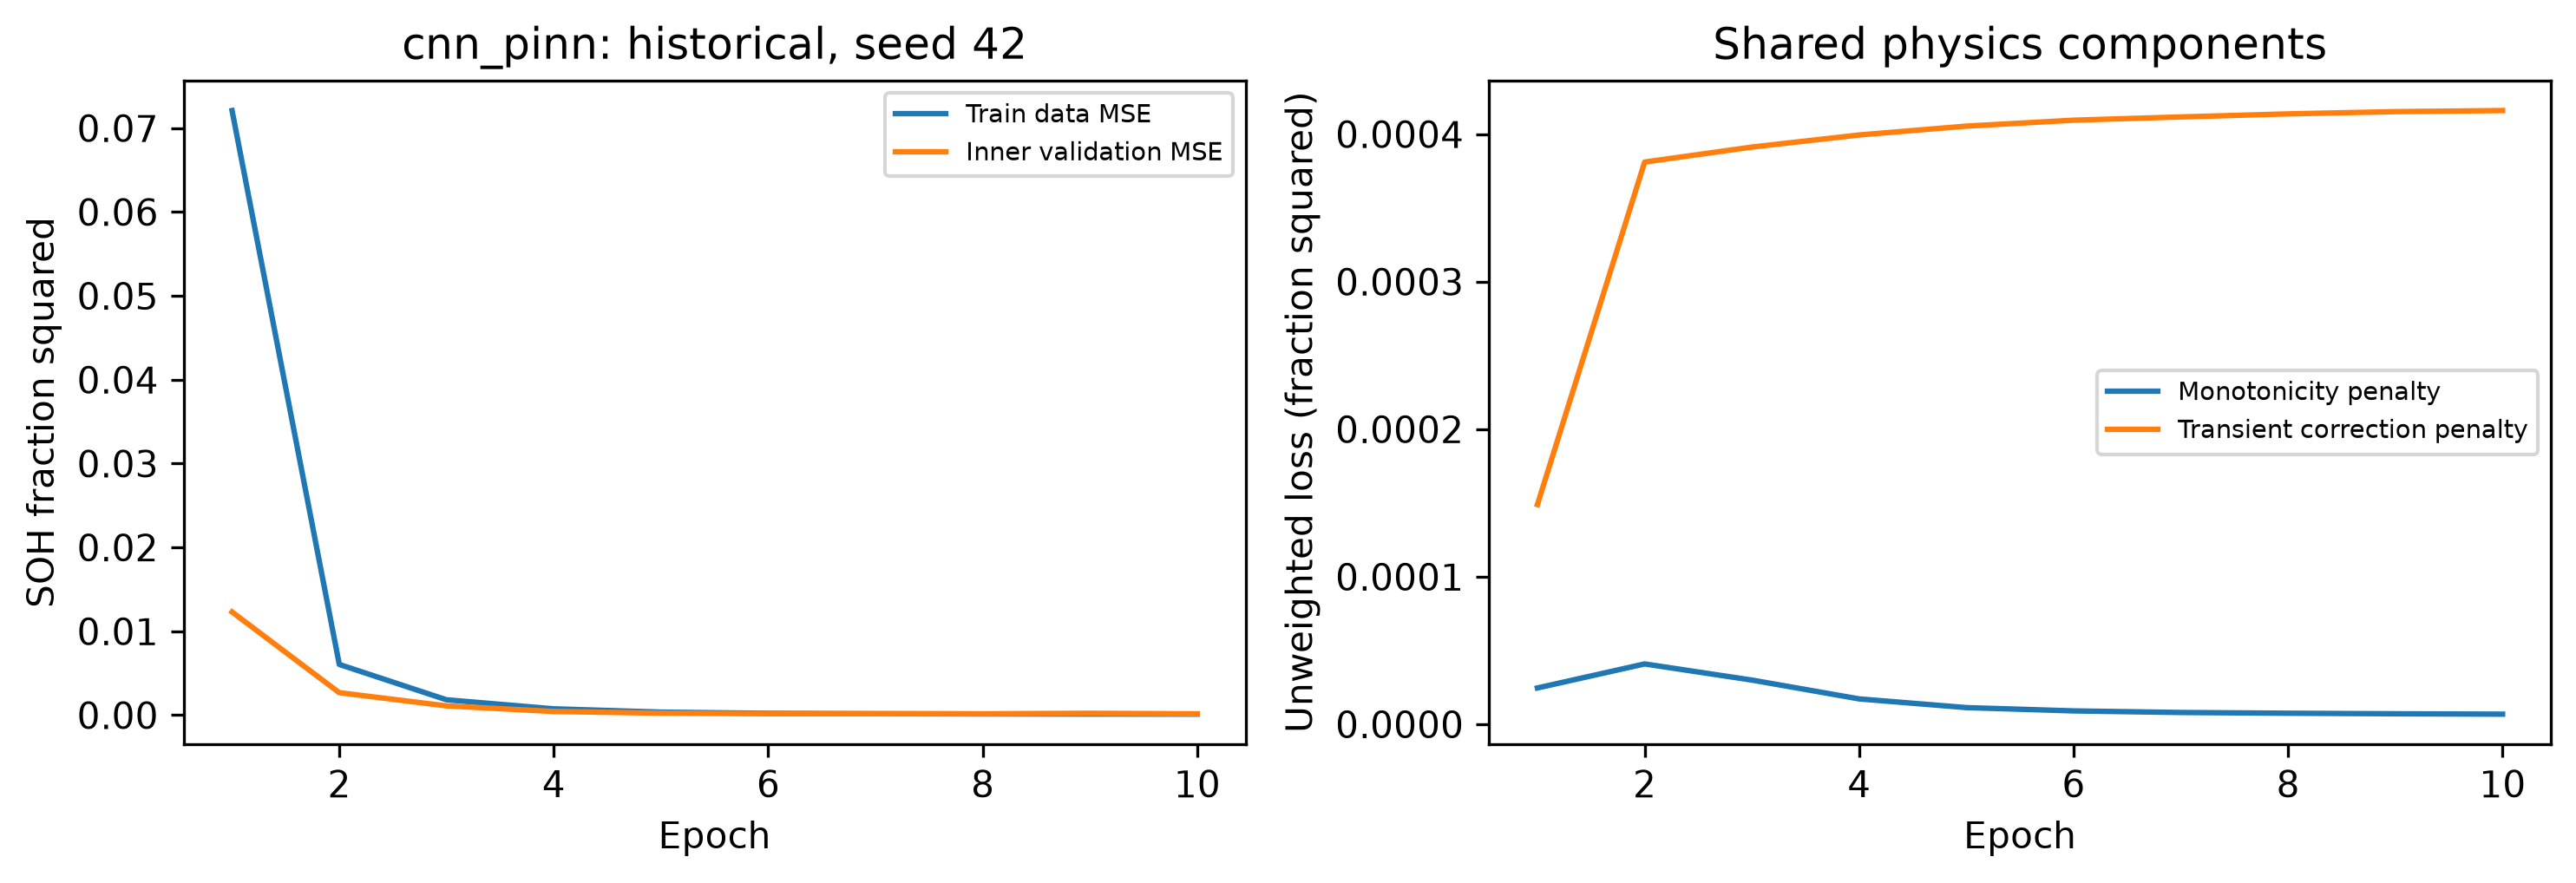 cnn_pinn: historical, seed 42
SOH fraction squared
0.07
0.06
0.05
0.04
0.03
0.02
0.01
0.00
Train data MSE
Inner validation MSE
2 4 6 8 10
Epoch
Shared physics components
Unweighted loss (fraction squared)
0.0004
0.0003
0.0002
0.0001
0.0000
Monotonicity penalty
Transient correction penalty
2 4 6 8 10
Epoch